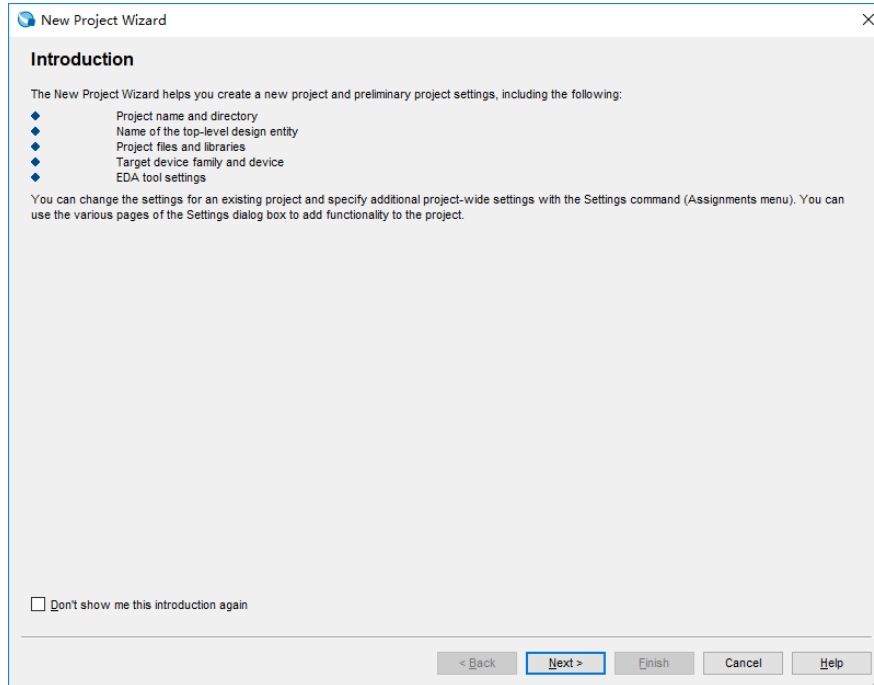 New Project Wizard
Introduction
The New Project Wizard helps you create a new project and preliminary project settings, including the following:
Project name and directory
Name of the top-level design entity
Project files and libraries
Target device family and device
EDA tool settings
You can change the settings for an existing project and specify additional project-wide settings with the Settings command (Assignments menu). You can
use the various pages of the Settings dialog box to add functionality to the project.
Don't show me this introduction again
< Back Next > Finish Cancel Help